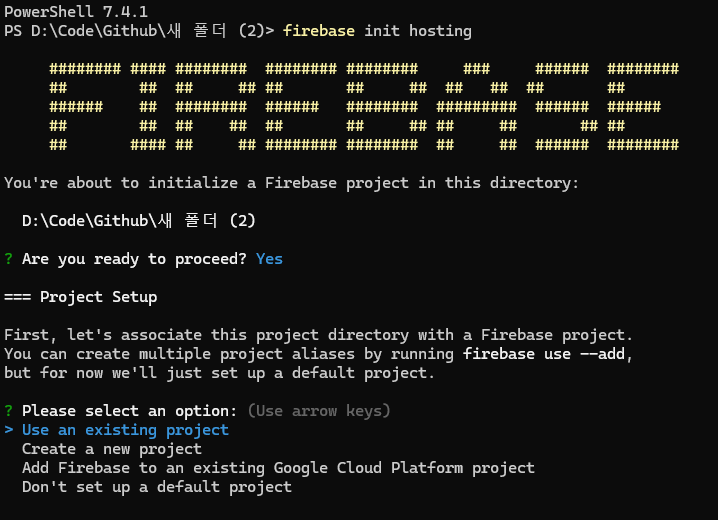 PowerShell 7.4.1
PS D:\Code\Github\새 폴더 (2)> firebase init hosting
FIREBASE
You're about to initialize a Firebase project in this directory:
D:\Code\Github\새 폴더 (2)
? Are you ready to proceed? Yes
=== Project Setup
First, let's associate this project directory with a Firebase project.
You can create multiple project aliases by running firebase use --add,
but for now we'll just set up a default project.
? Please select an option: (Use arrow keys)
> Use an existing project
Create a new project
Add Firebase to an existing Google Cloud Platform project
Don't set up a default project